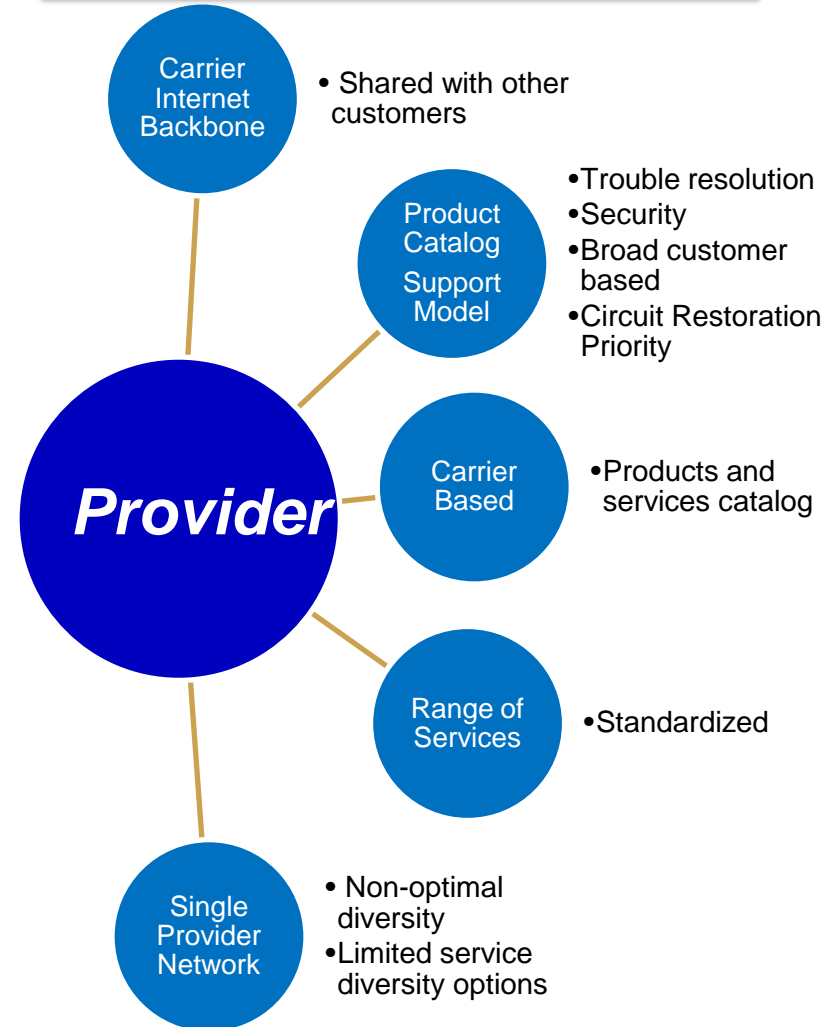 Carrier
Internet
Backbone
• Shared with other
customers
Product
Catalog
Support
Model
•Trouble resolution
•Security
•Broad customer
based
•Circuit Restoration
Priority
Provider
Carrier
Based
•Products and
services catalog
Range of
Services
•Standardized
Single
Provider
Network
• Non-optimal
diversity
•Limited service
diversity options